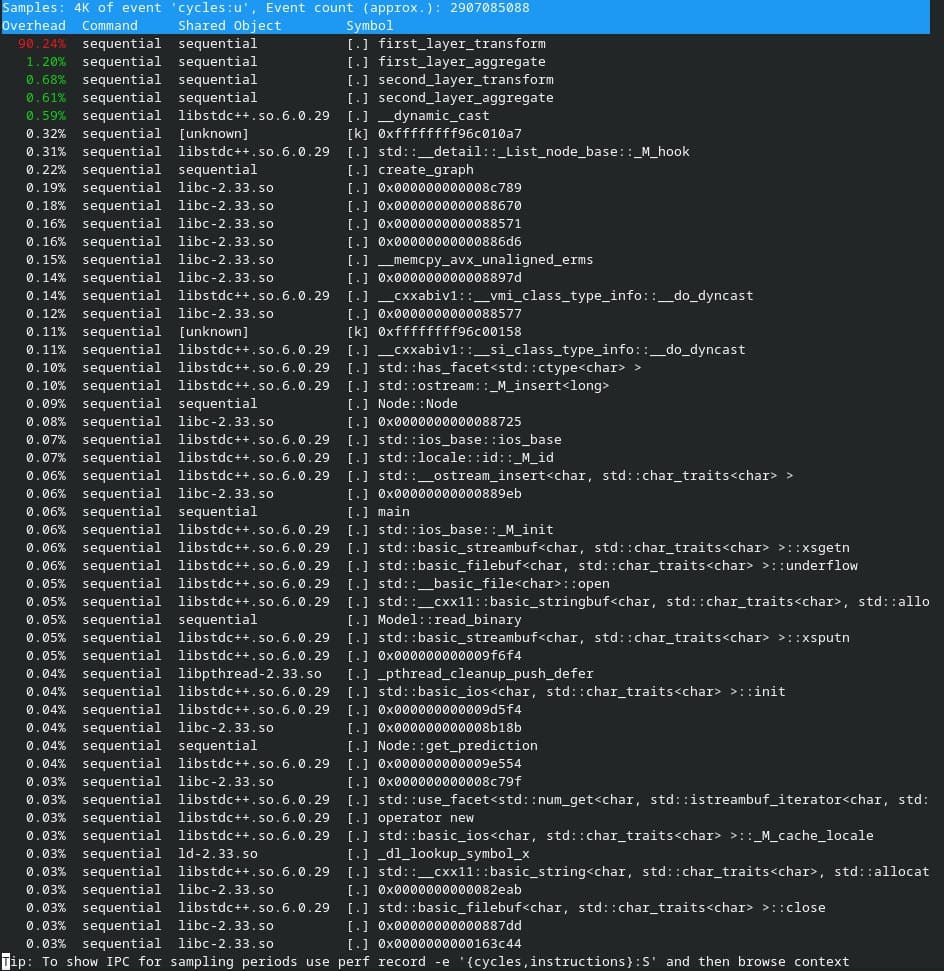 Samples: 4K of event 'cycles:u', Event count (approx.): 2907085088
Overhead  Command     Shared Object        Symbol
90.24%  sequential  sequential           [.] first_layer_transform
1.20%  sequential  sequential           [.] first_layer_aggregate
0.68%  sequential  sequential           [.] second_layer_transform
0.61%  sequential  sequential           [.] second_layer_aggregate
0.59%  sequential  libstdc++.so.6.0.29  [.] __dynamic_cast
0.32%  sequential  [unknown]            [k] 0xffffffff96c010a7
0.31%  sequential  libstdc++.so.6.0.29  [.] std::__detail::_List_node_base::_M_hook
0.22%  sequential  sequential           [.] create_graph
0.19%  sequential  libc-2.33.so         [.] 0x000000000008c789
0.18%  sequential  libc-2.33.so         [.] 0x0000000000088670
0.16%  sequential  libc-2.33.so         [.] 0x0000000000088571
0.16%  sequential  libc-2.33.so         [.] 0x00000000000886d6
0.15%  sequential  libc-2.33.so         [.] __memcpy_avx_unaligned_erms
0.14%  sequential  libc-2.33.so         [.] 0x000000000008897d
0.14%  sequential  libstdc++.so.6.0.29  [.] __cxxabiv1::__vmi_class_type_info::__do_dyncast
0.12%  sequential  libc-2.33.so         [.] 0x0000000000088577
0.11%  sequential  [unknown]            [k] 0xffffffff96c00158
0.11%  sequential  libstdc++.so.6.0.29  [.] __cxxabiv1::__si_class_type_info::__do_dyncast
0.10%  sequential  libstdc++.so.6.0.29  [.] std::has_facet<std::ctype<char> >
0.10%  sequential  libstdc++.so.6.0.29  [.] std::ostream::_M_insert<long>
0.09%  sequential  sequential           [.] Node::Node
0.08%  sequential  libc-2.33.so         [.] 0x0000000000088725
0.07%  sequential  libstdc++.so.6.0.29  [.] std::ios_base::ios_base
0.07%  sequential  libstdc++.so.6.0.29  [.] std::locale::id::_M_id
0.06%  sequential  libstdc++.so.6.0.29  [.] std::__ostream_insert<char, std::char_traits<char> >
0.06%  sequential  libc-2.33.so         [.] 0x00000000000889eb
0.06%  sequential  sequential           [.] main
0.06%  sequential  libstdc++.so.6.0.29  [.] std::ios_base::_M_init
0.06%  sequential  libstdc++.so.6.0.29  [.] std::basic_streambuf<char, std::char_traits<char> >::xsgetn
0.06%  sequential  libstdc++.so.6.0.29  [.] std::basic_filebuf<char, std::char_traits<char> >::underflow
0.05%  sequential  libstdc++.so.6.0.29  [.] std::__basic_file<char>::open
0.05%  sequential  libstdc++.so.6.0.29  [.] std::__cxx11::basic_stringbuf<char, std::char_traits<char>, std::allo
0.05%  sequential  sequential           [.] Model::read_binary
0.05%  sequential  libstdc++.so.6.0.29  [.] std::basic_streambuf<char, std::char_traits<char> >::xsputn
0.05%  sequential  libstdc++.so.6.0.29  [.] 0x000000000009f6f4
0.04%  sequential  libpthread-2.33.so   [.] _pthread_cleanup_push_defer
0.04%  sequential  libstdc++.so.6.0.29  [.] std::basic_ios<char, std::char_traits<char> >::init
0.04%  sequential  libstdc++.so.6.0.29  [.] 0x000000000009d5f4
0.04%  sequential  libc-2.33.so         [.] 0x000000000008b18b
0.04%  sequential  sequential           [.] Node::get_prediction
0.04%  sequential  libstdc++.so.6.0.29  [.] 0x000000000009e554
0.03%  sequential  libc-2.33.so         [.] 0x000000000008c79f
0.03%  sequential  libstdc++.so.6.0.29  [.] std::use_facet<std::num_get<char, std::istreambuf_iterator<char, std:
0.03%  sequential  libstdc++.so.6.0.29  [.] operator new
0.03%  sequential  libstdc++.so.6.0.29  [.] std::basic_ios<char, std::char_traits<char> >::_M_cache_locale
0.03%  sequential  ld-2.33.so           [.] _dl_lookup_symbol_x
0.03%  sequential  libstdc++.so.6.0.29  [.] std::__cxx11::basic_string<char, std::char_traits<char>, std::allocat
0.03%  sequential  libc-2.33.so         [.] 0x0000000000082eab
0.03%  sequential  libstdc++.so.6.0.29  [.] std::basic_filebuf<char, std::char_traits<char> >::close
0.03%  sequential  libc-2.33.so         [.] 0x00000000000887dd
0.03%  sequential  libc-2.33.so         [.] 0x0000000000163c44
Tip: To show IPC for sampling periods use perf record -e '{cycles,instructions}:S' and then browse context